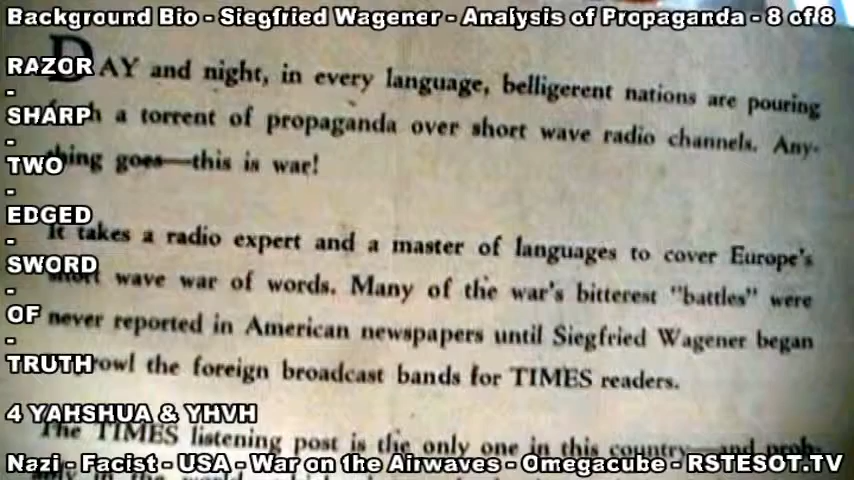 Background Bio - Siegfried Wagener - Analysis of Propaganda - 8 of 8
DAY and night, in every language, belligerent nations are pouring
a torrent of propaganda over short wave radio channels. Any-
thing goes—this is war!
It takes a radio expert and a master of languages to cover Europe's
short wave war of words. Many of the war's bitterest "battles" were
never reported in American newspapers until Siegfried Wagener began
the foreign broadcast bands for TIMES readers.
The TIMES listening post is the only one in this country—and prob-
RAZOR
-
SHARP
-
TWO
-
EDGED
-
SWORD
-
OF
-
TRUTH
4 YAHSHUA & YHVH
Nazi - Facist - USA - War on the Airwaves - Omegacube - RSTESOT.TV